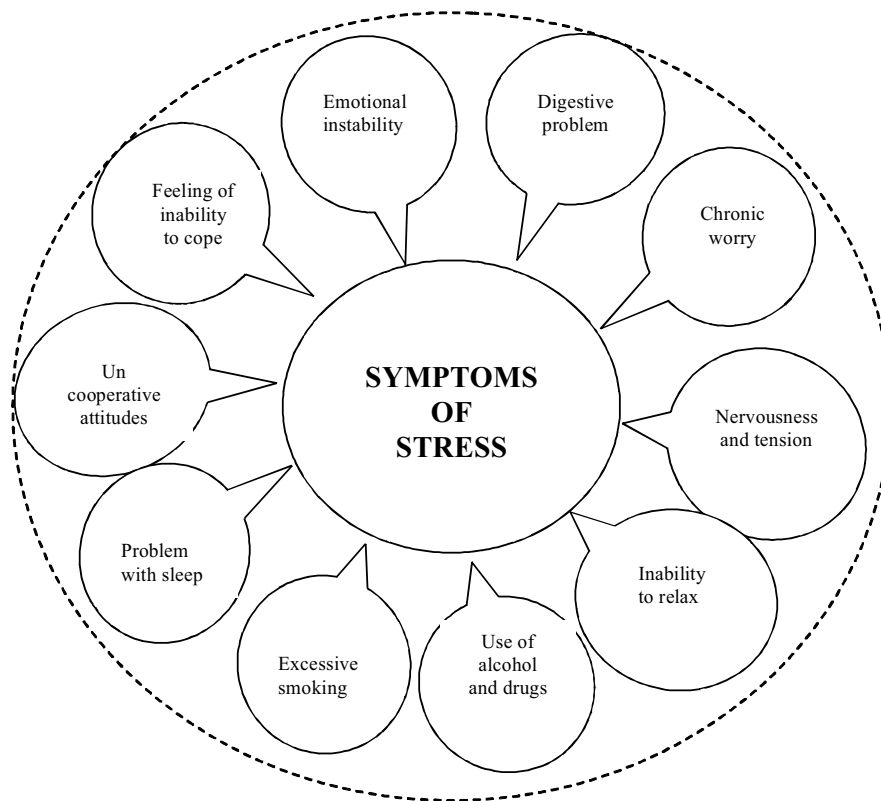 Emotional
instability
Digestive
problem
Chronic
worry
Nervousness
and tension
Inability
to relax
Use of
alcohol
and drugs
Excessive
smoking
Problem
with sleep
Un
cooperative
attitudes
Feeling of
inability
to cope
SYMPTOMS
OF
STRESS